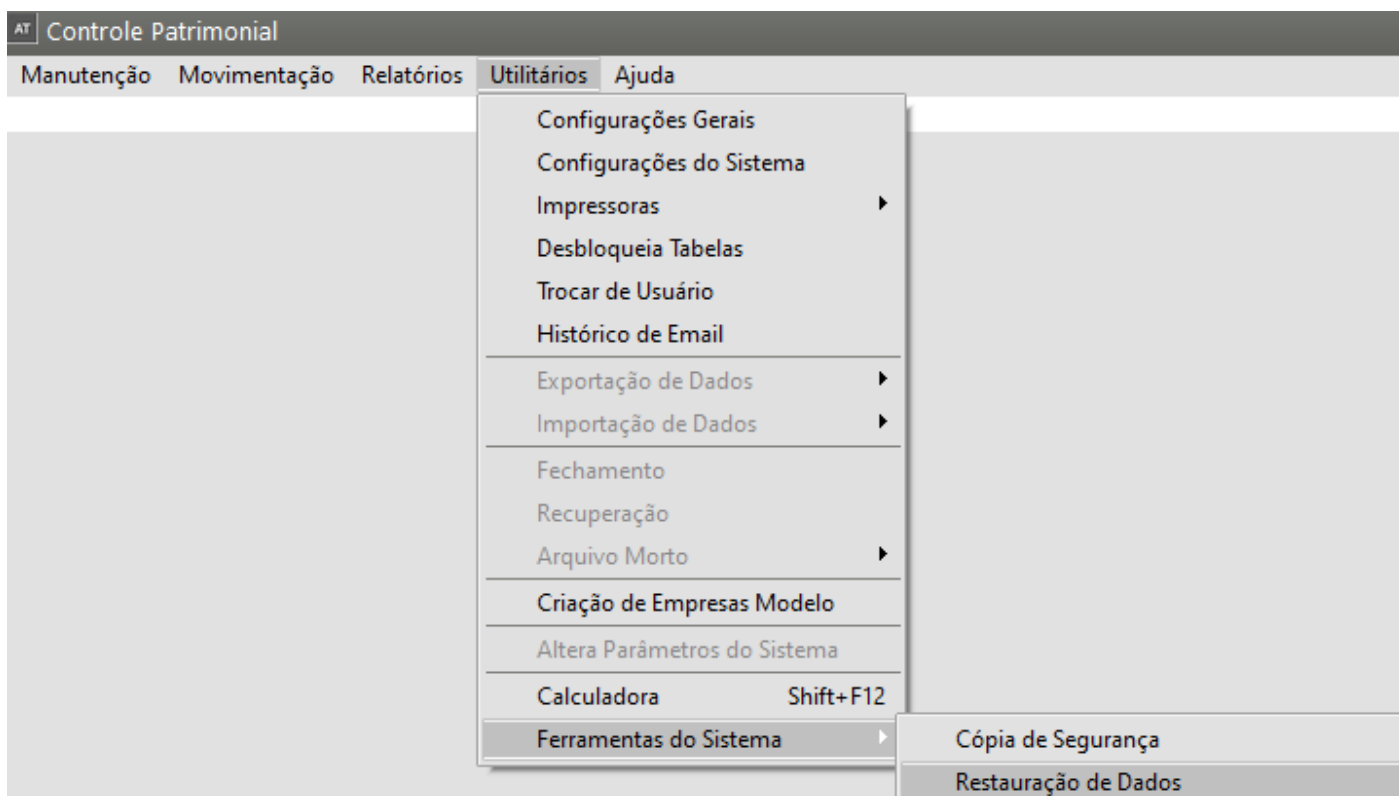 AT Controle Patrimonial
Manutenção Movimentação Relatórios Utilitários Ajuda
Configurações Gerais
Configurações do Sistema
Impressoras
Desbloqueia Tabelas
Trocar de Usuário
Histórico de Email
Exportação de Dados
Importação de Dados
Fechamento
Recuperação
Arquivo Morto
Criação de Empresas Modelo
Altera Parâmetros do Sistema
Calculadora Shift+F12
Ferramentas do Sistema
Cópia de Segurança
Restauração de Dados